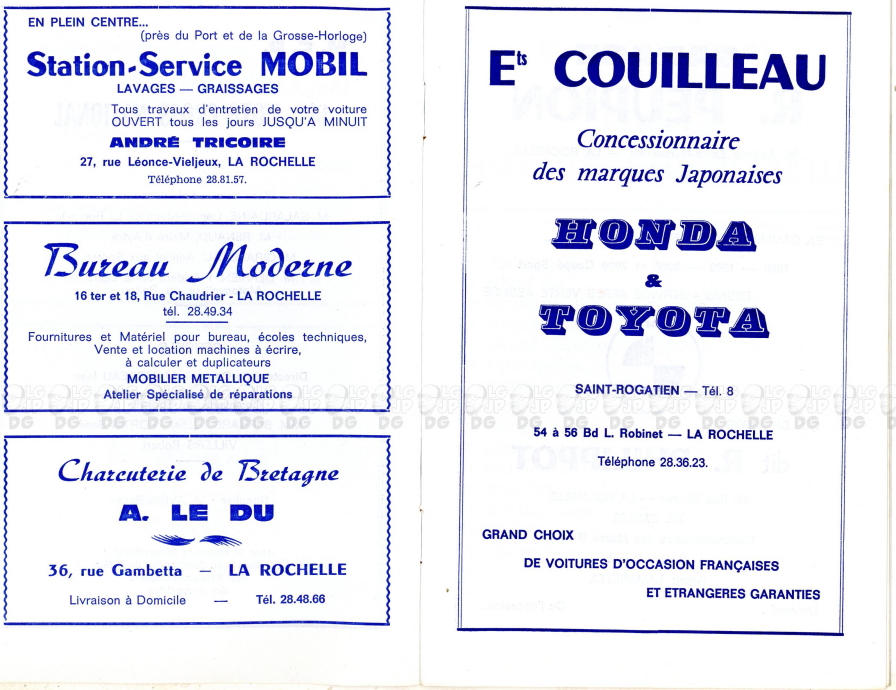 EN PLEIN CENTRE...
(près du Port et de la Grosse-Horloge)
Station-Service MOBIL
LAVAGES — GRAISSAGES
Tous travaux d'entretien de votre voiture
OUVERT tous les jours JUSQU'A MINUIT
ANDRÉ TRICOIRE
27, rue Léonce-Vieljeux, LA ROCHELLE
Téléphone 28.81.57.
Bureau Moderne
16 ter et 18, Rue Chaudrier - LA ROCHELLE
tél. 28.49.34
Fournitures et Matériel pour bureau, écoles techniques,
Vente et location machines à écrire,
à calculer et duplicateurs
MOBILIER METALLIQUE
Atelier Spécialisé de réparations
Charcuterie de Bretagne
A. LE DU
36, rue Gambetta — LA ROCHELLE
Livraison à Domicile — Tél. 28.48.66
Ets COUILLEAU
Concessionnaire
des marques Japonaises
HONDA
&
TOYOTA
SAINT-ROGATIEN — Tél. 8
54 à 56 Bd L. Robinet — LA ROCHELLE
Téléphone 28.36.23.
GRAND CHOIX
DE VOITURES D'OCCASION FRANÇAISES
ET ETRANGERES GARANTIES